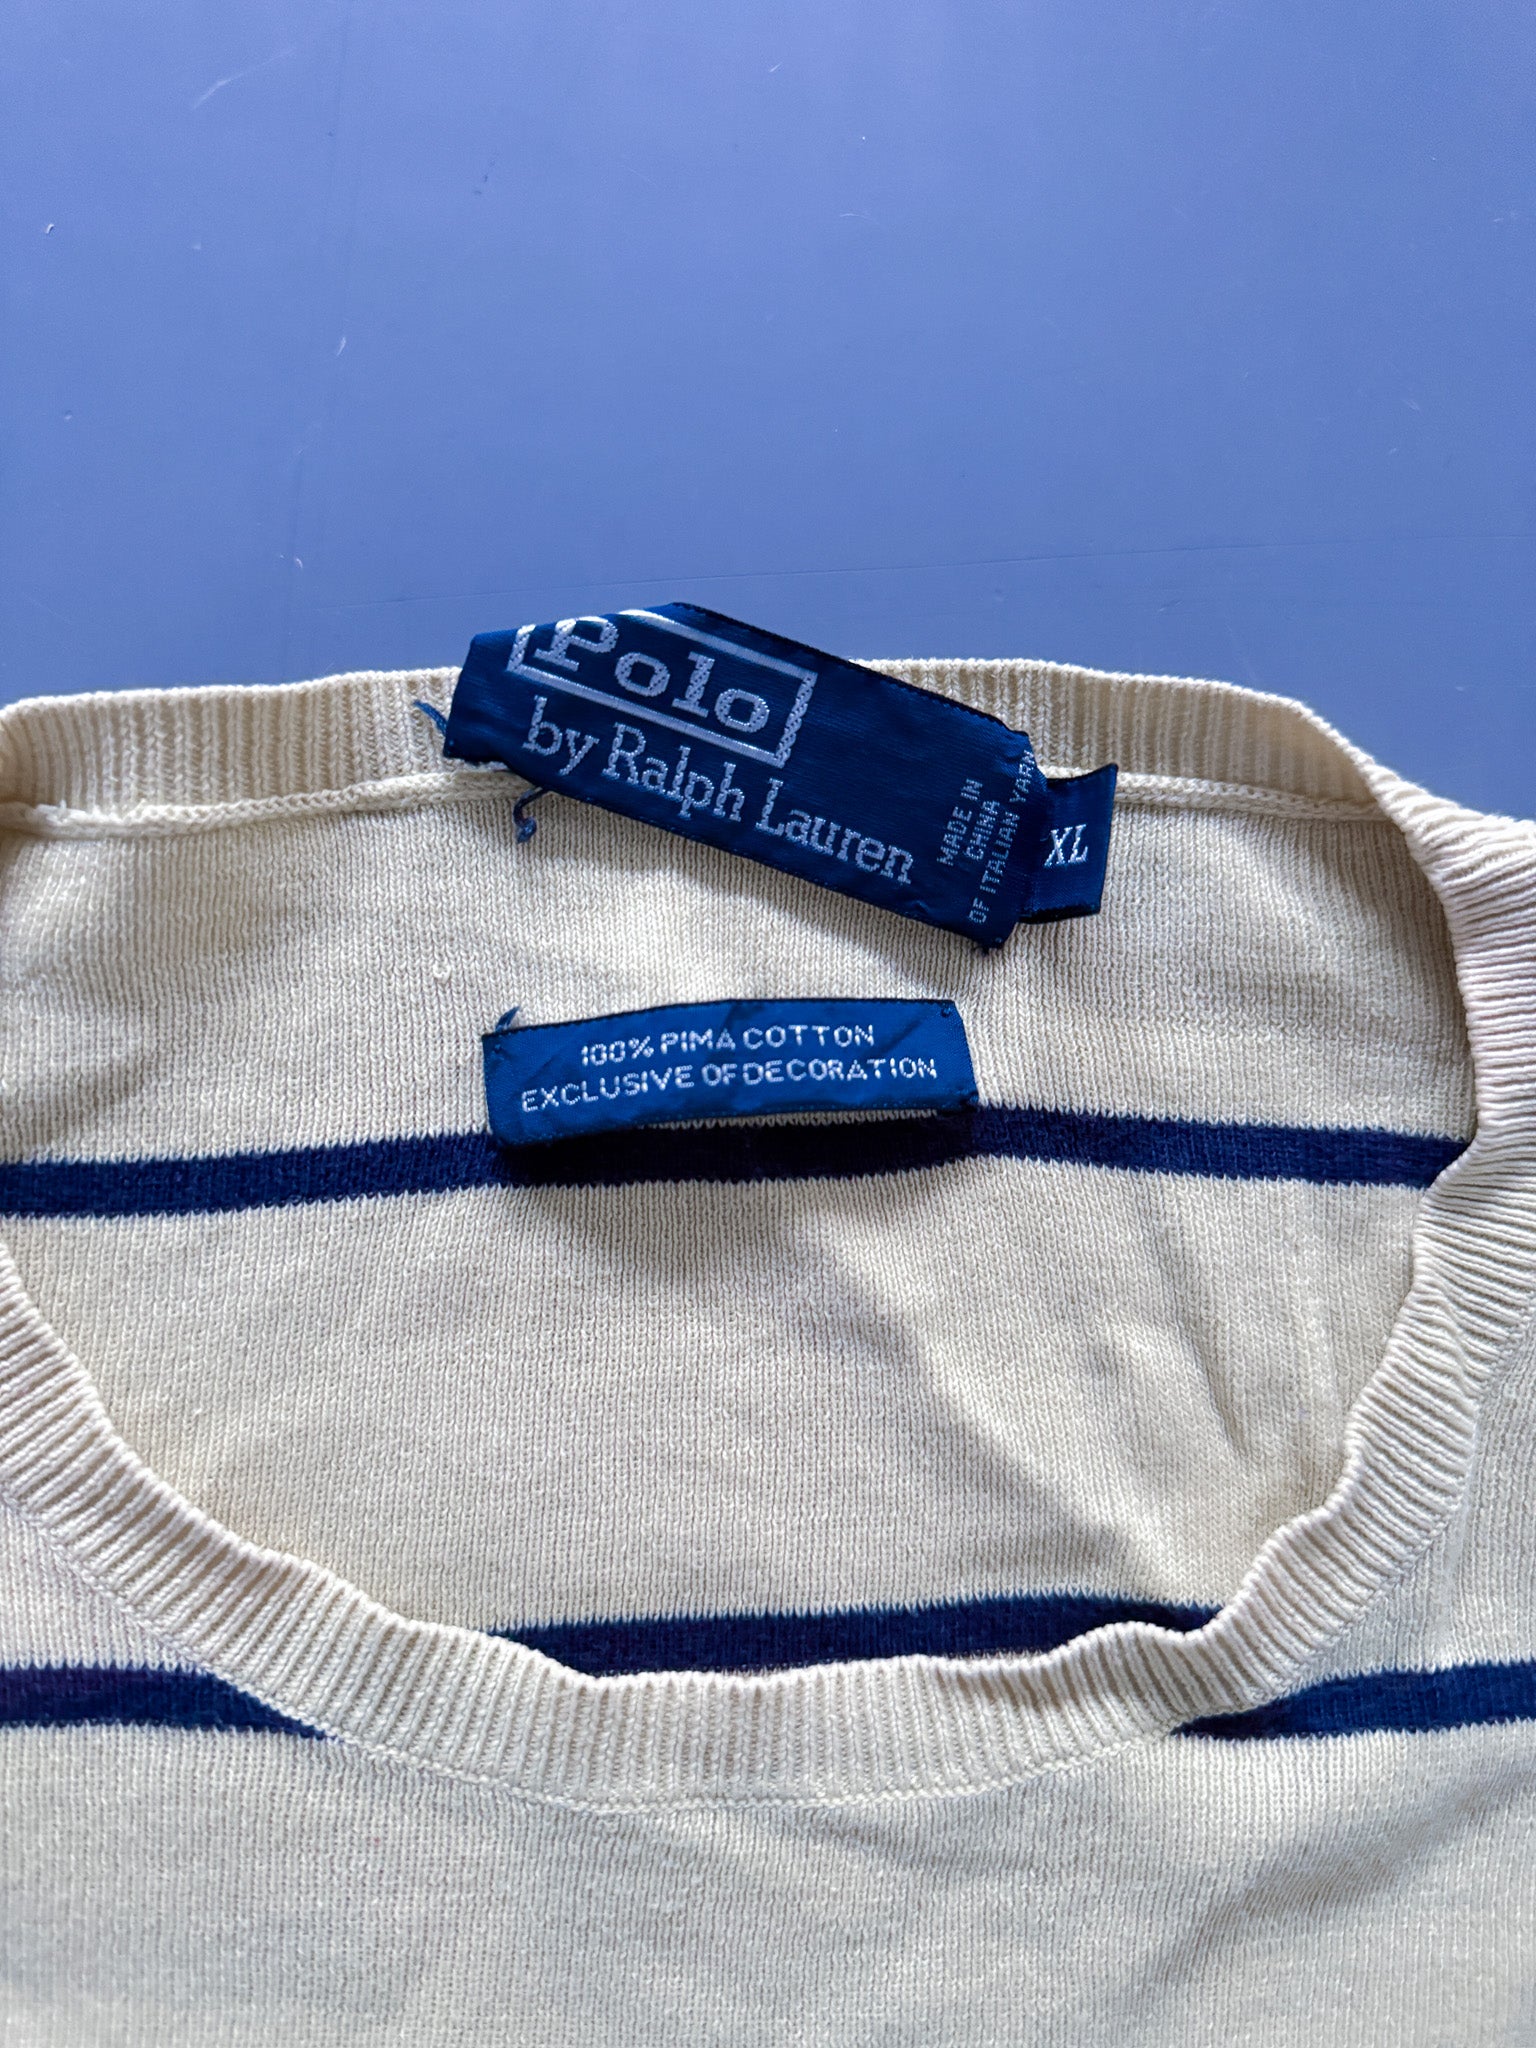 Polo
by Ralph Lauren
MADE IN
CHINA
OF ITALIAN YARN
XL
100% PIMA COTTON
EXCLUSIVE OF DECORATION